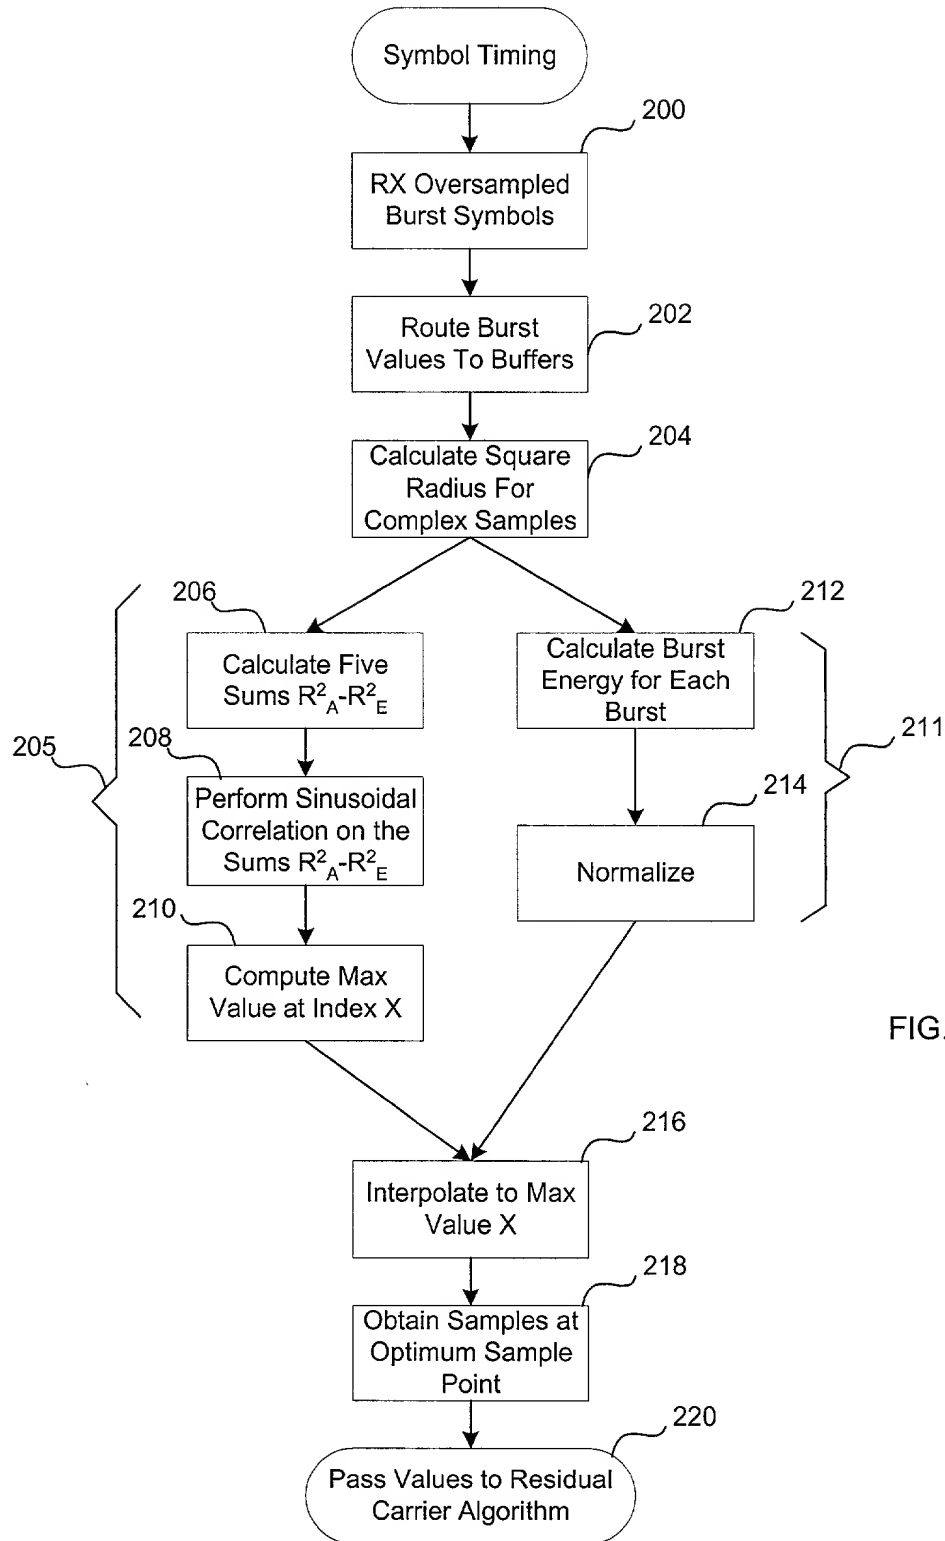 Symbol Timing
200
RX Oversampled
Burst Symbols
202
Route Burst
Values To Buffers
204
Calculate Square
Radius For
Complex Samples
206
Calculate Five
Sums R²A-R²E
205
208
Perform Sinusoidal
Correlation on the
Sums R²A-R²E
210
Compute Max
Value at Index X
212
Calculate Burst
Energy for Each
Burst
211
214
Normalize
FIG.
216
Interpolate to Max
Value X
218
Obtain Samples at
Optimum Sample
Point
220
Pass Values to Residual
Carrier Algorithm